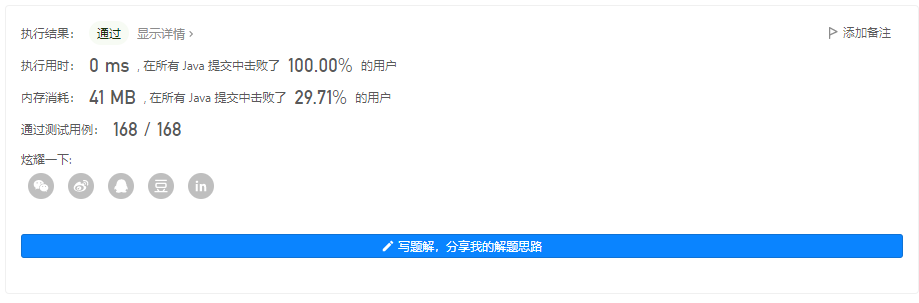 执行结果： 通过 显示详情 › 添加备注
执行用时： 0 ms , 在所有 Java 提交中击败了 100.00% 的用户
内存消耗： 41 MB , 在所有 Java 提交中击败了 29.71% 的用户
通过测试用例： 168 / 168
炫耀一下:
豆
in
写题解，分享我的解题思路